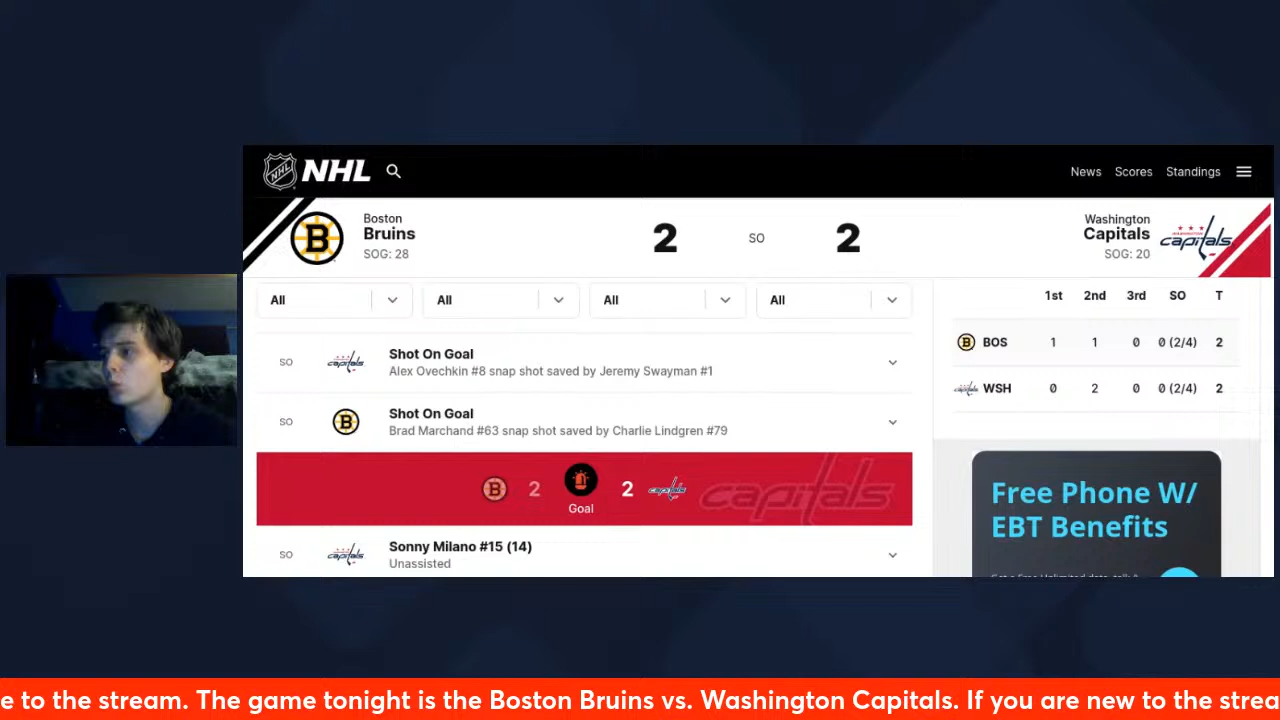 NHL
News Scores Standings
Boston
Bruins
SOG: 28
2 SO 2
Washington
Capitals
SOG: 20
capitals
All All All All
1st 2nd 3rd SO T
BOS 1 1 0 0 (2/4) 2
WSH 0 2 0 0 (2/4) 2
SO capitals Shot On Goal
Alex Ovechkin #8 snap shot saved by Jeremy Swayman #1
SO B Shot On Goal
Brad Marchand #63 snap shot saved by Charlie Lindgren #79
B 2 2 capitals capitals
Goal
SO capitals Sonny Milano #15 (14)
Unassisted
Free Phone W/
EBT Benefits
e to the stream. The game tonight is the Boston Bruins vs. Washington Capitals. If you are new to the strea